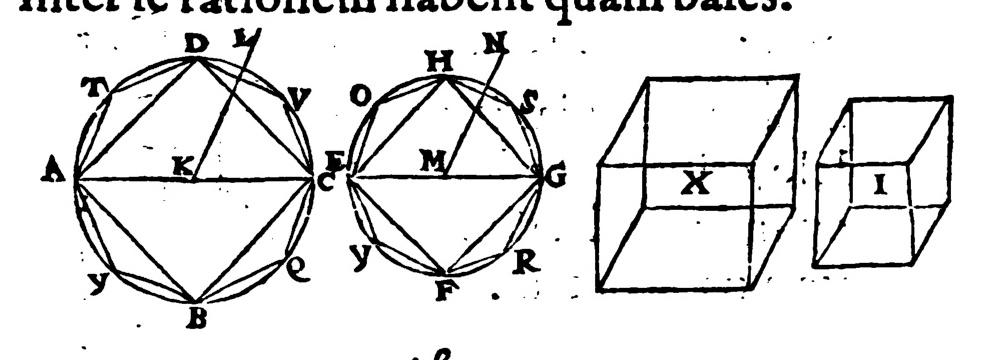 inter se rationem habent quam bases.
D L N
H
T V O S
A K C E M G
X I
y Q y R
B F